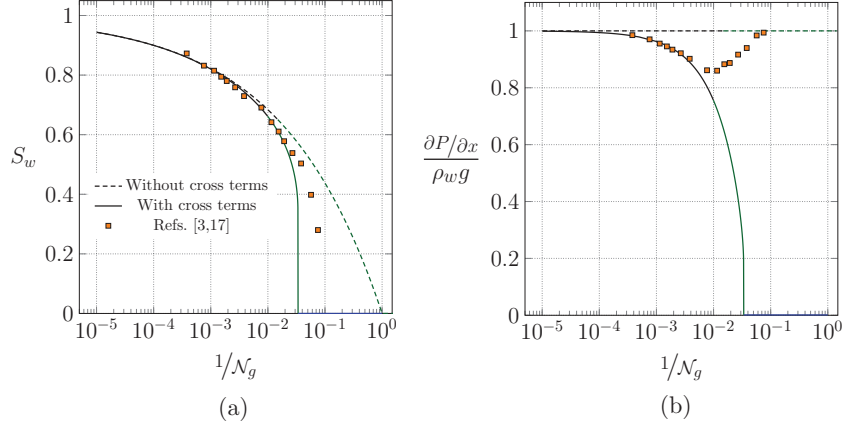 1
0.8
0.6
0.4
0.2
0
S_w
Without cross terms
With cross terms
Refs. [3,17]
10^−5 10^−4 10^−3 10^−2 10^−1 10^0
1/𝒩_g
(a)
1
0.8
0.6
0.4
0.2
0
∂P/∂x
ρ_w g
10^−5 10^−4 10^−3 10^−2 10^−1 10^0
1/𝒩_g
(b)